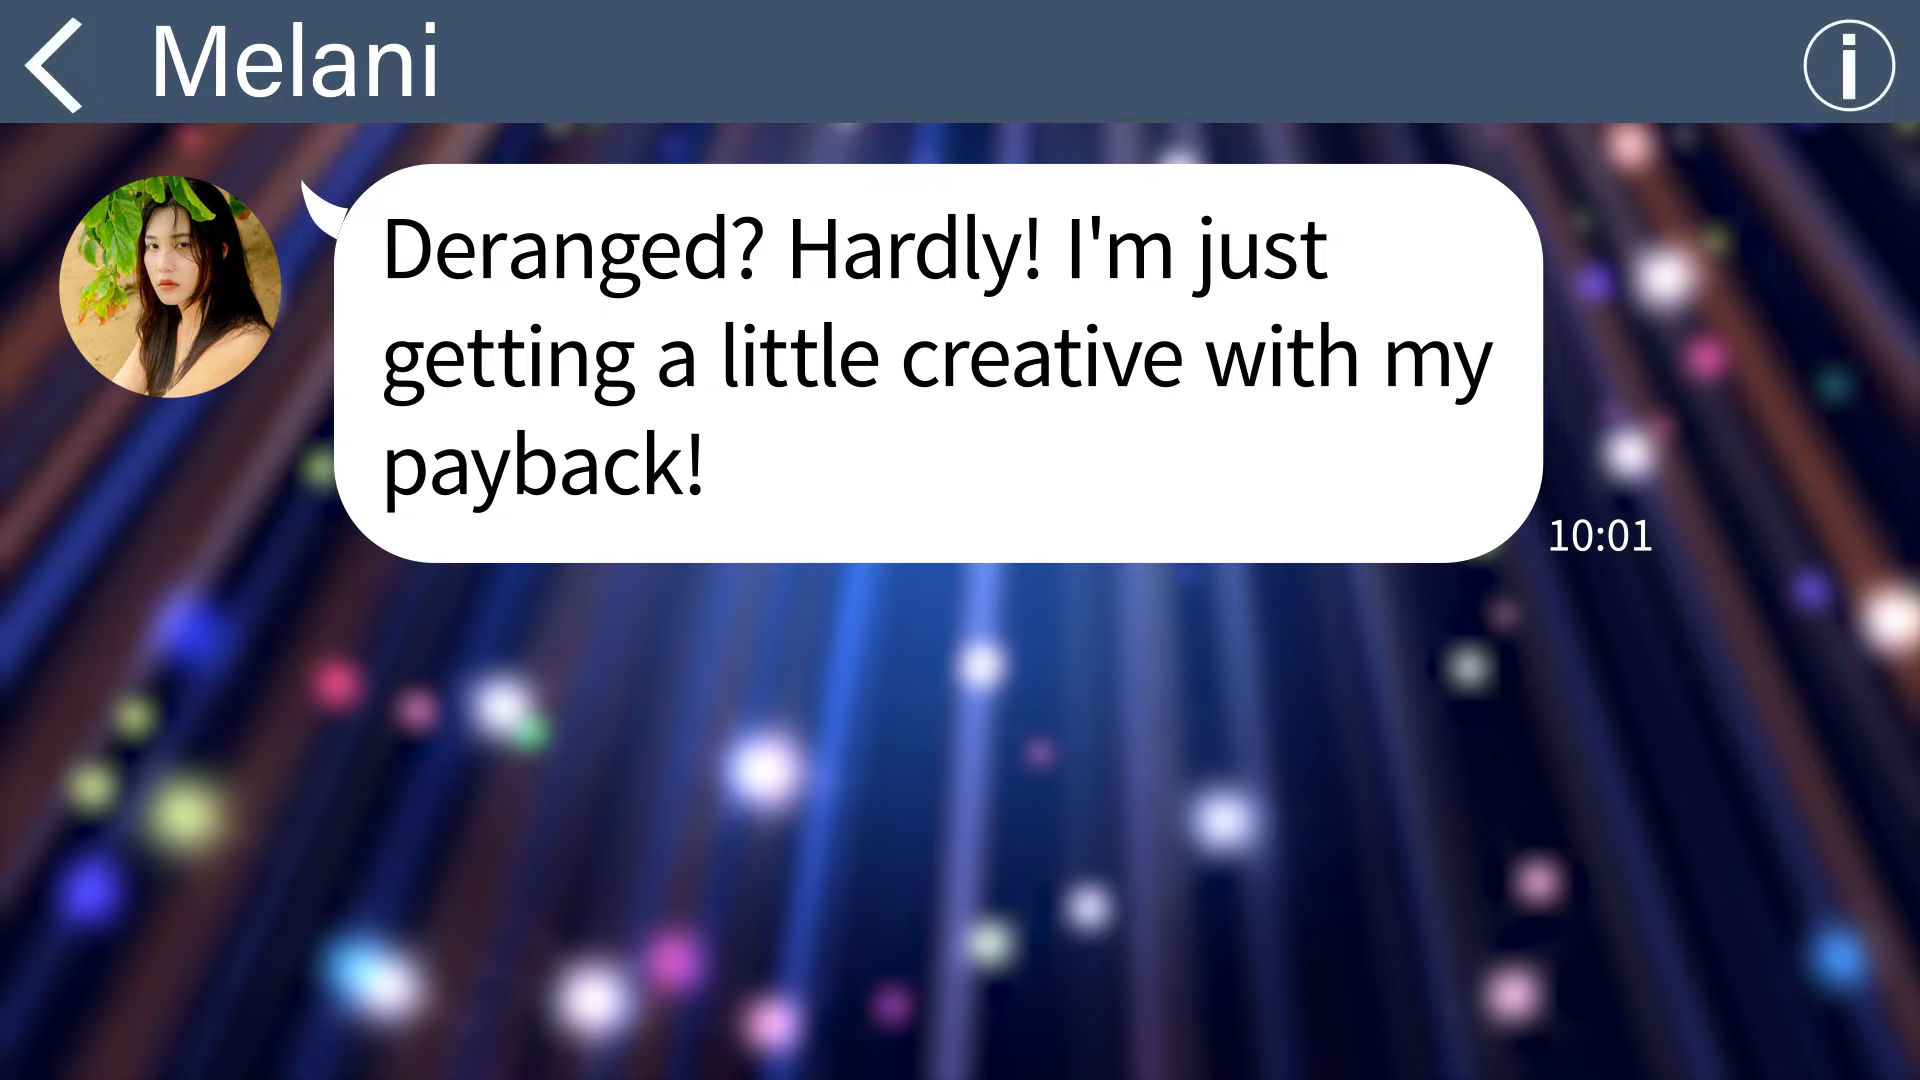 Melani
Deranged? Hardly! I'm just
getting a little creative with my
payback!
10:01